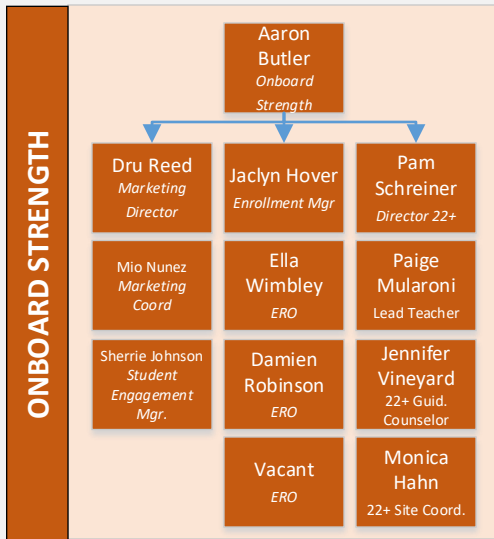 ONBOARD STRENGTH
Aaron
Butler
Onboard
Strength
Dru Reed
Marketing
Director
Jaclyn Hover
Enrollment Mgr
Pam
Schreiner
Director 22+
Mio Nunez
Marketing
Coord
Ella
Wimbley
ERO
Paige
Mularoni
Lead Teacher
Sherrie Johnson
Student
Engagement
Mgr.
Damien
Robinson
ERO
Jennifer
Vineyard
22+ Guid.
Counselor
Vacant
ERO
Monica
Hahn
22+ Site Coord.